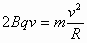 2Bqv = m v²/R